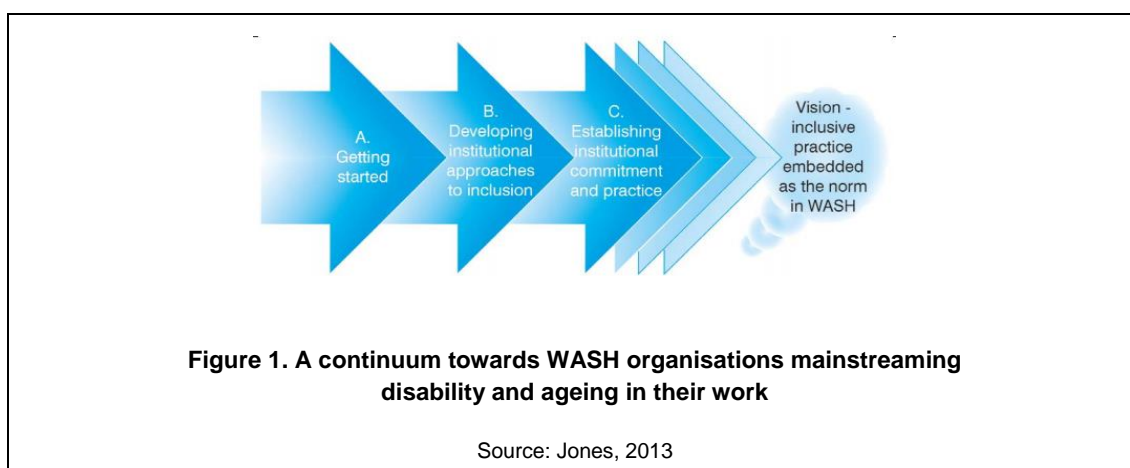 A.
Getting
started
B.
Developing
institutional
approaches
to inclusion
C.
Establishing
institutional
commitment
and practice
Vision -
inclusive
practice
embedded
as the norm
in WASH
Figure 1. A continuum towards WASH organisations mainstreaming
disability and ageing in their work
Source: Jones, 2013